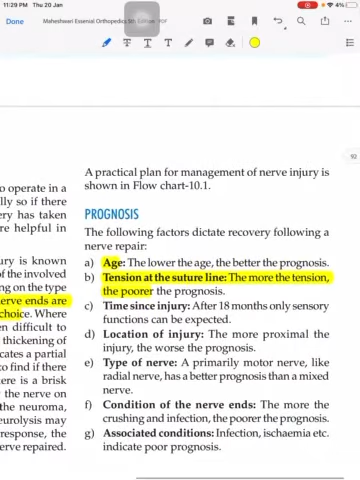 11:29 PM Thu 20 Jan
4%
Done
Maheshwari Essenial Orthopedics 5th Edition PDF
92
A practical plan for management of nerve injury is
shown in Flow chart-10.1.
PROGNOSIS
The following factors dictate recovery following a
nerve repair:
a) Age: The lower the age, the better the prognosis.
b) Tension at the suture line: The more the tension,
the poorer the prognosis.
c) Time since injury: After 18 months only sensory
functions can be expected.
d) Location of injury: The more proximal the
injury, the worse the prognosis.
e) Type of nerve: A primarily motor nerve, like
radial nerve, has a better prognosis than a mixed
nerve.
f) Condition of the nerve ends: The more the
crushing and infection, the poorer the prognosis.
g) Associated conditions: Infection, ischaemia etc.
indicate poor prognosis.
o operate in a
lly so if there
ery has taken
re helpful in
ury is known
of the involved
ng on the type
erve ends are
choice. Where
en difficult to
thickening of
cates a partial
to find if there
ere is a brisk
the nerve on
the neuroma,
eurolysis may
response, the
erve repaired.